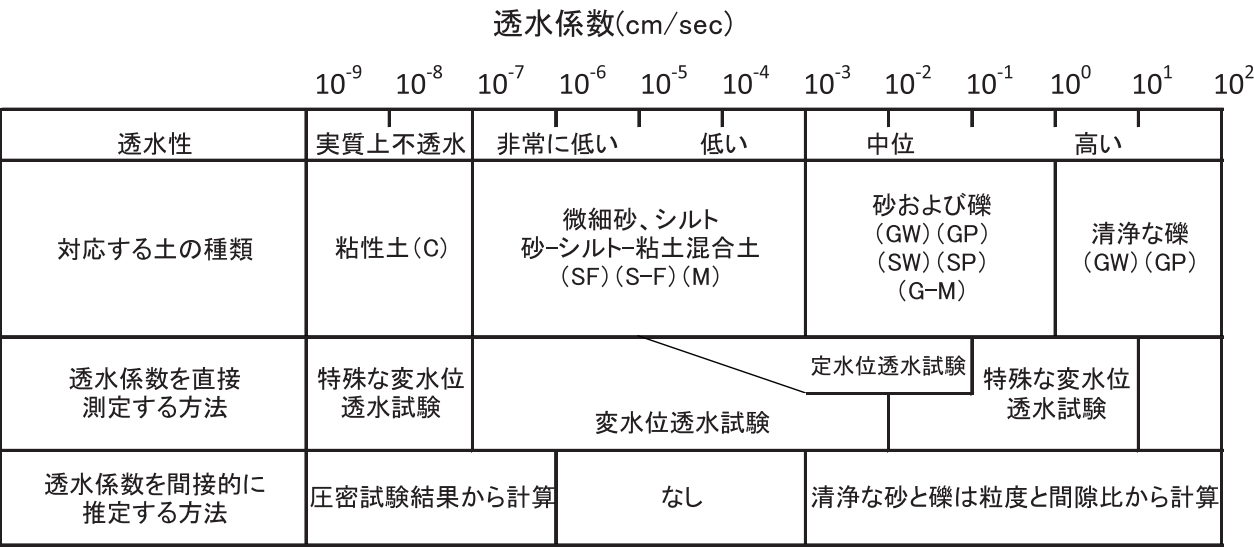 透水係数(cm/sec)
10⁻⁹ 10⁻⁸ 10⁻⁷ 10⁻⁶ 10⁻⁵ 10⁻⁴ 10⁻³ 10⁻² 10⁻¹ 10⁰ 10¹ 10²
透水性 実質上不透水 非常に低い 低い 中位 高い
対応する土の種類
粘性土(C)
微細砂、シルト
砂-シルト-粘土混合土
(SF)(S-F)(M)
砂および礫
(GW)(GP)
(SW)(SP)
(G-M)
清浄な礫
(GW)(GP)
透水係数を直接
測定する方法
特殊な変水位
透水試験
変水位透水試験
定水位透水試験
特殊な変水位
透水試験
透水係数を間接的に
推定する方法
圧密試験結果から計算
なし
清浄な砂と礫は粒度と間隙比から計算